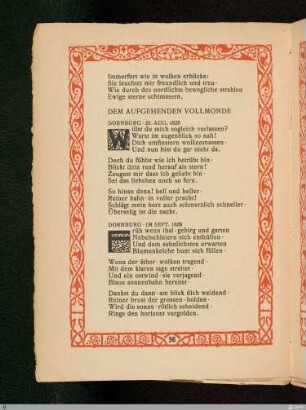 Immerfort wie in wolken erblicke:
Sie leuchtet mir freundlich und treu·
Wie durch des nordlichts bewegliche strahlen
Ewige sterne schimmern.
DEM AUFGEHENDEN VOLLMONDE
DORNBURG · 25. AUG. 1828
Willst du mich sogleich verlassen?
Warst im augenblick so nah!
Dich umfinstern wolkenmassen·
Und nun bist du gar nicht da.
Doch du fühlst wie ich betrübt bin·
Blickt dein rand herauf als stern!
Zeugest mir dass ich geliebt bin·
Sei das liebchen noch so fern.
So hinan denn! hell und heller·
Reiner bahn · in voller pracht!
Schlägt mein herz auch schmerzlich schneller·
Überselig ist die nacht.
DORNBURG · IM SEPT. 1828
Früh wenn thal · gebirg und garten
Nebelschleiern sich enthüllen·
Und dem sehnlichsten erwarten
Blumenkelche bunt sich füllen·
Wenn der äther · wolken tragend·
Mit dem klaren tage streitet·
Und ein ostwind · sie verjagend·
Blaue sonnenbahn bereitet·
Dankst du dann · am blick dich weidend·
Reiner brust der grossen · holden·
Wird die sonne · rötlich scheidend·
Rings den horizont vergolden.